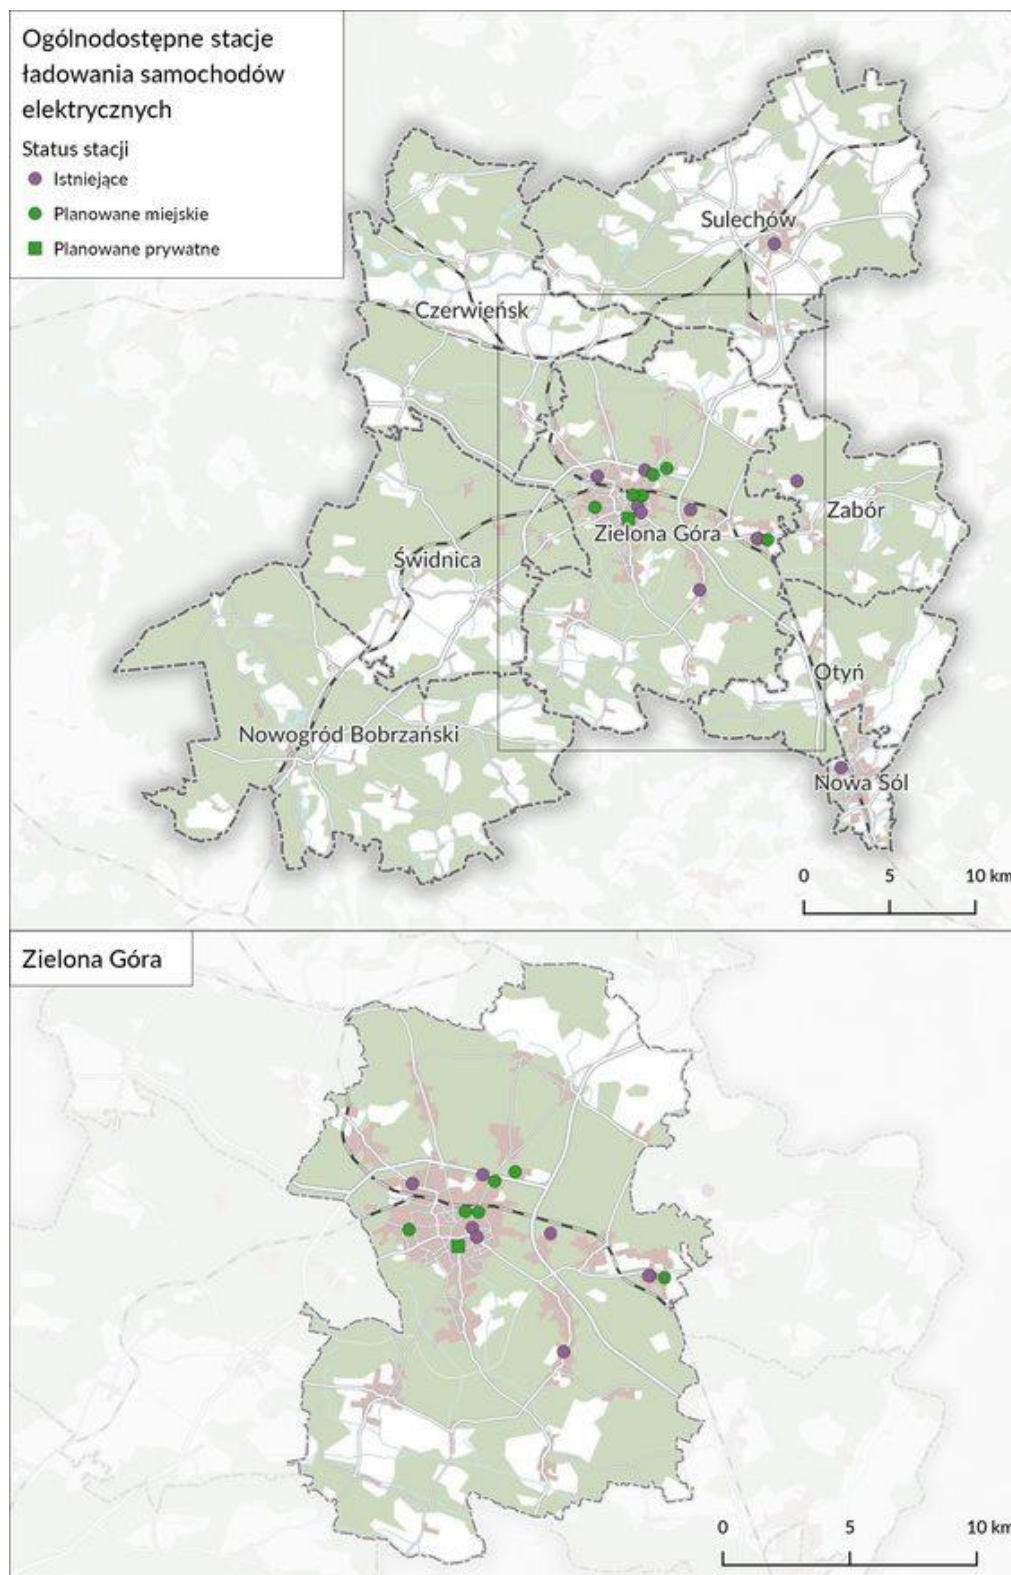 Ogólnodostępne stacje
ładowania samochodów
elektrycznych
Status stacji
Istniejące
Planowane miejskie
Planowane prywatne
Sulechów
Czerwieńsk
Zabór
Zielona Góra
Świdnica
Otyń
Nowogród Bobrzański
Nowa Sól
0 5 10 km
Zielona Góra
0 5 10 km